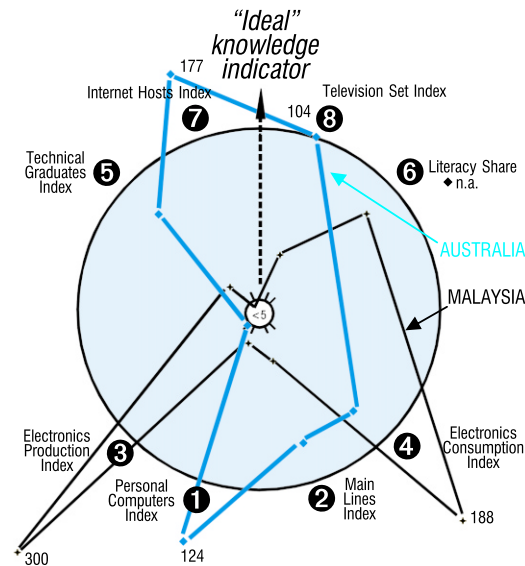 “Ideal”
knowledge
indicator
177
Internet Hosts Index
7
104
8
Television Set Index
Technical
Graduates
Index
5
6
Literacy Share
n.a.
AUSTRALIA
MALAYSIA
<5
Electronics
Production
Index
3
Personal
Computers
Index
1
2
Main
Lines
Index
4
Electronics
Consumption
Index
300
124
188